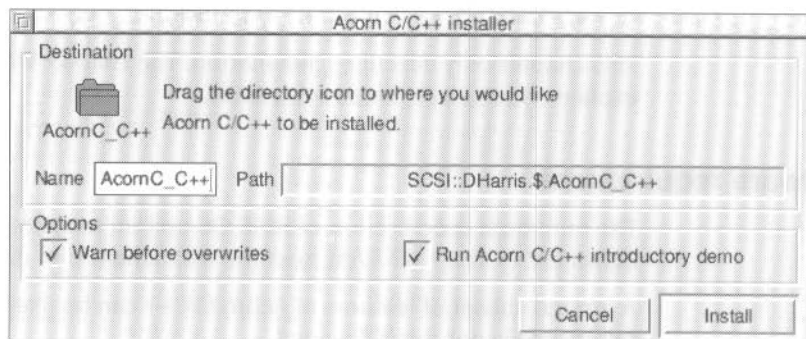 Acorn C/C++ installer
Destination
Drag the directory icon to where you would like
Acorn C/C++ to be installed.
AcornC_C++
Name AcornC_C++ Path SCSI::DHarris.$.AcornC_C++
Options
Warn before overwrites Run Acorn C/C++ introductory demo
Cancel Install